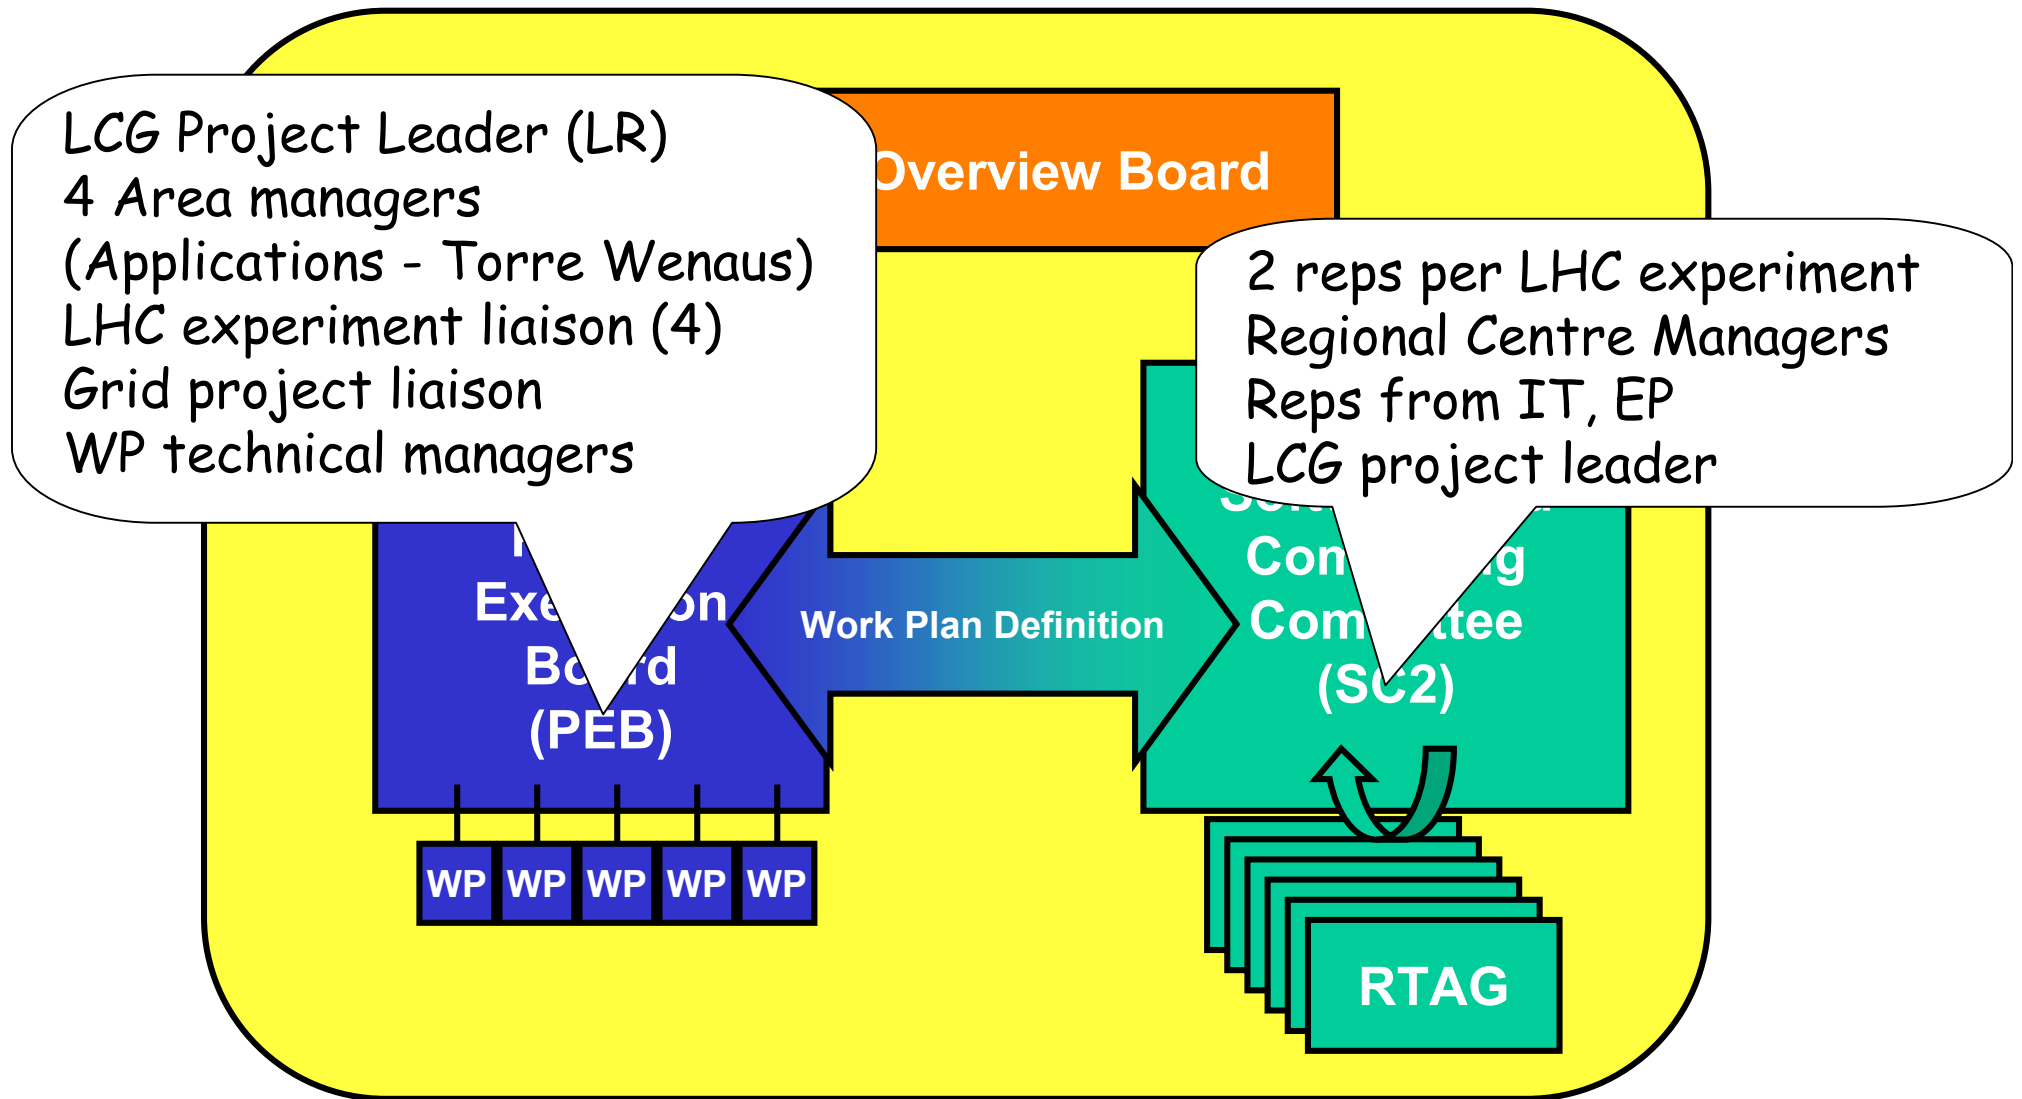 LCG Project Leader (LR)
4 Area managers
(Applications - Torre Wenaus)
LHC experiment liaison (4)
Grid project liaison
WP technical managers
Overview Board
2 reps per LHC experiment
Regional Centre Managers
Reps from IT, EP
LCG project leader
Board
(PEB)
Work Plan Definition
Committee
(SC2)
WP WP WP WP WP
RTAG